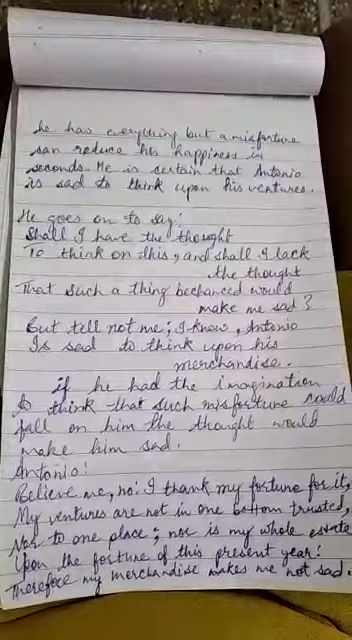 he has everything but a misfortune
can reduce his happiness in
seconds. He is certain that Antonio
is sad to think upon his ventures.
He goes on to say:
Shall I have the thought
To think on this, and shall I lack
the thought
That such a thing bechanced would
make me sad?
But tell not me; I know, Antonio
Is sad to think upon his
merchandise.
if he had the imagination
to think that such misfortune could
fall on him the thought would
make him sad.
Antonio:
Believe me, no: I thank my fortune for it,
My ventures are not in one bottom trusted,
Nor to one place; nor is my whole estate
Upon the fortune of this present year:
Therefore my merchandise makes me not sad.